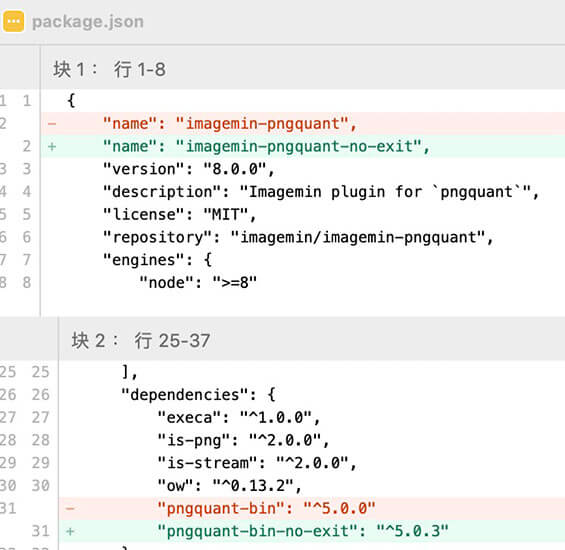 package.json
块 1： 行 1-8
1 1 {
2 - "name": "imagemin-pngquant",
2 + "name": "imagemin-pngquant-no-exit",
3 3 "version": "8.0.0",
4 4 "description": "Imagemin plugin for `pngquant`",
5 5 "license": "MIT",
6 6 "repository": "imagemin/imagemin-pngquant",
7 7 "engines": {
8 8 "node": ">=8"
块 2： 行 25-37
25 25 ],
26 26 "dependencies": {
27 27 "execa": "^1.0.0",
28 28 "is-png": "^2.0.0",
29 29 "is-stream": "^2.0.0",
30 30 "ow": "^0.13.2",
31 - "pngquant-bin": "^5.0.0"
31 + "pngquant-bin-no-exit": "^5.0.3"